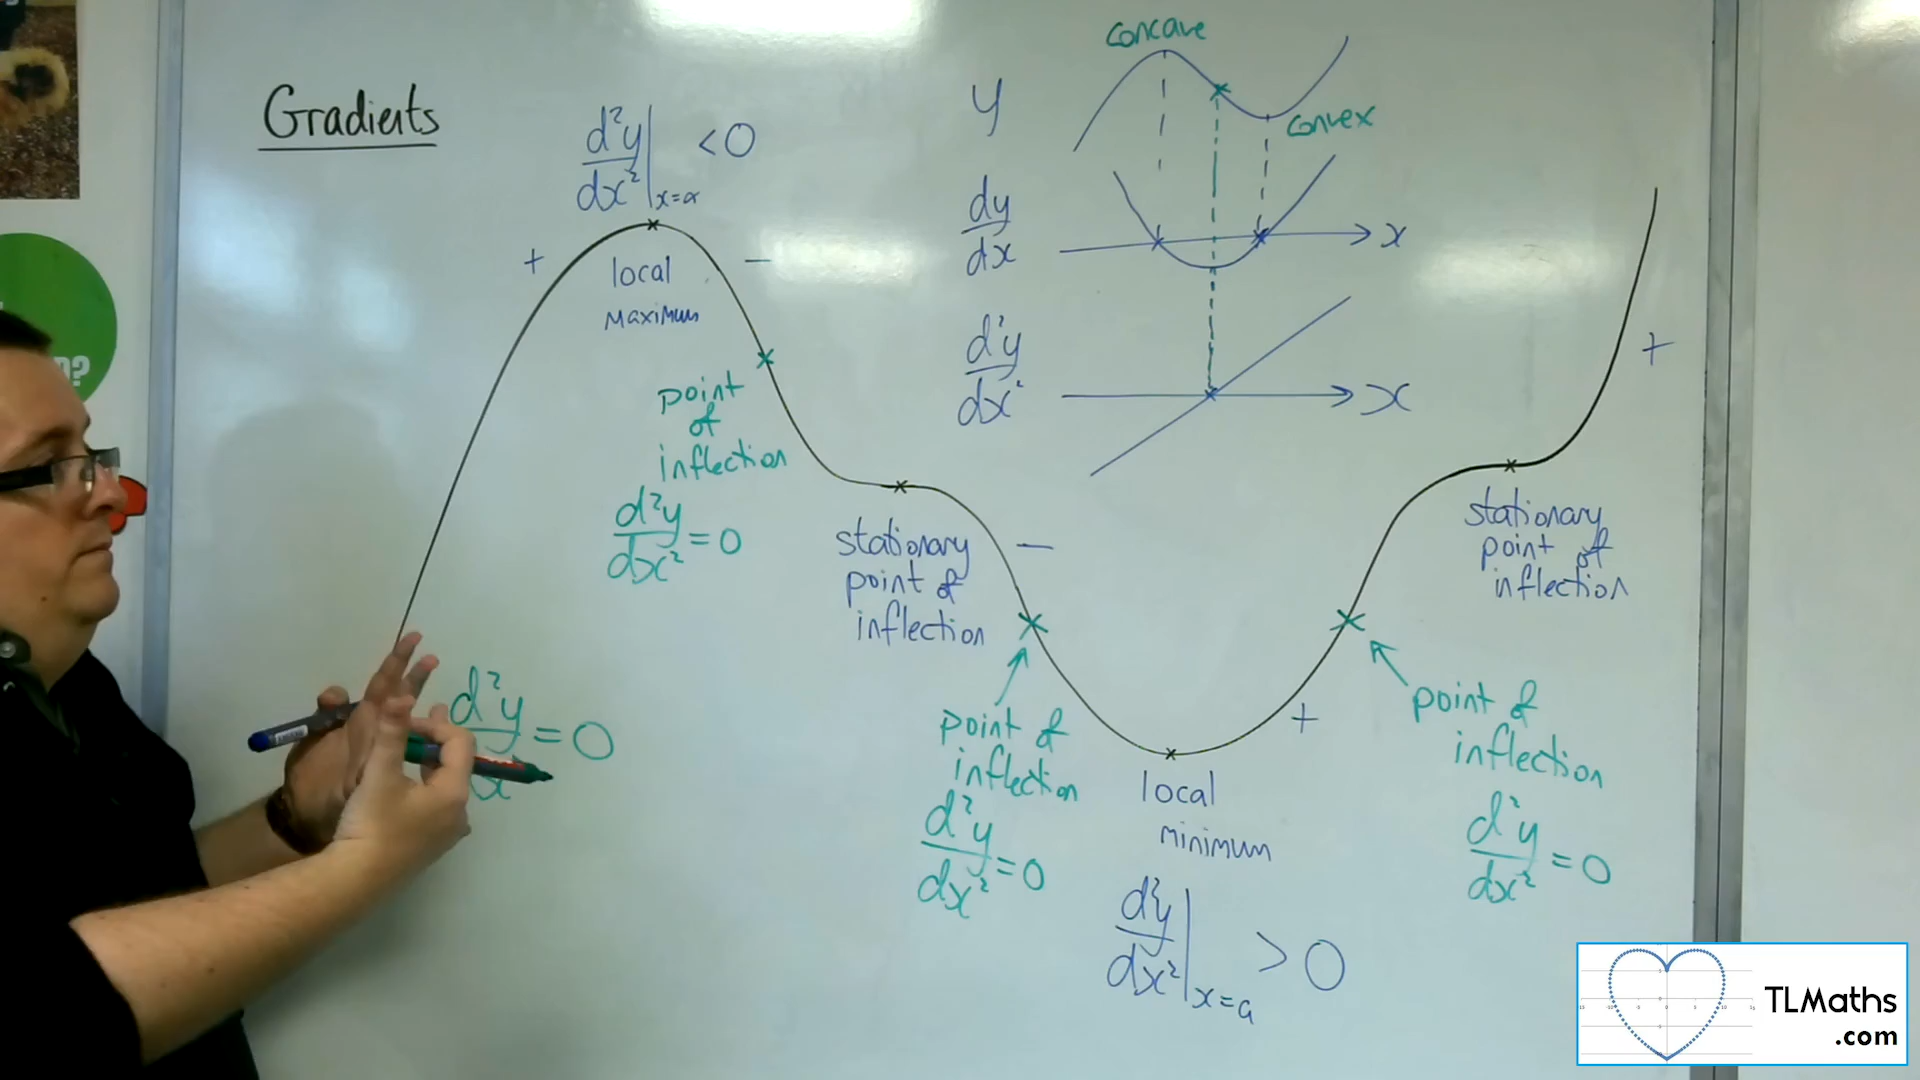 Gradients
d²y/dx² |x=a < 0
+
local
maximum
−
point
of
inflection
d²y/dx² = 0
stationary
point of
inflection
−
point of
inflection
d²y/dx² = 0
local
minimum
d²y/dx² |x=a > 0
+
point of
inflection
d²y/dx² = 0
stationary
point of
inflection
+
d²y = 0
x
concave
y
convex
dy/dx
x
d²y/dx²
x
?
TLMaths
.com